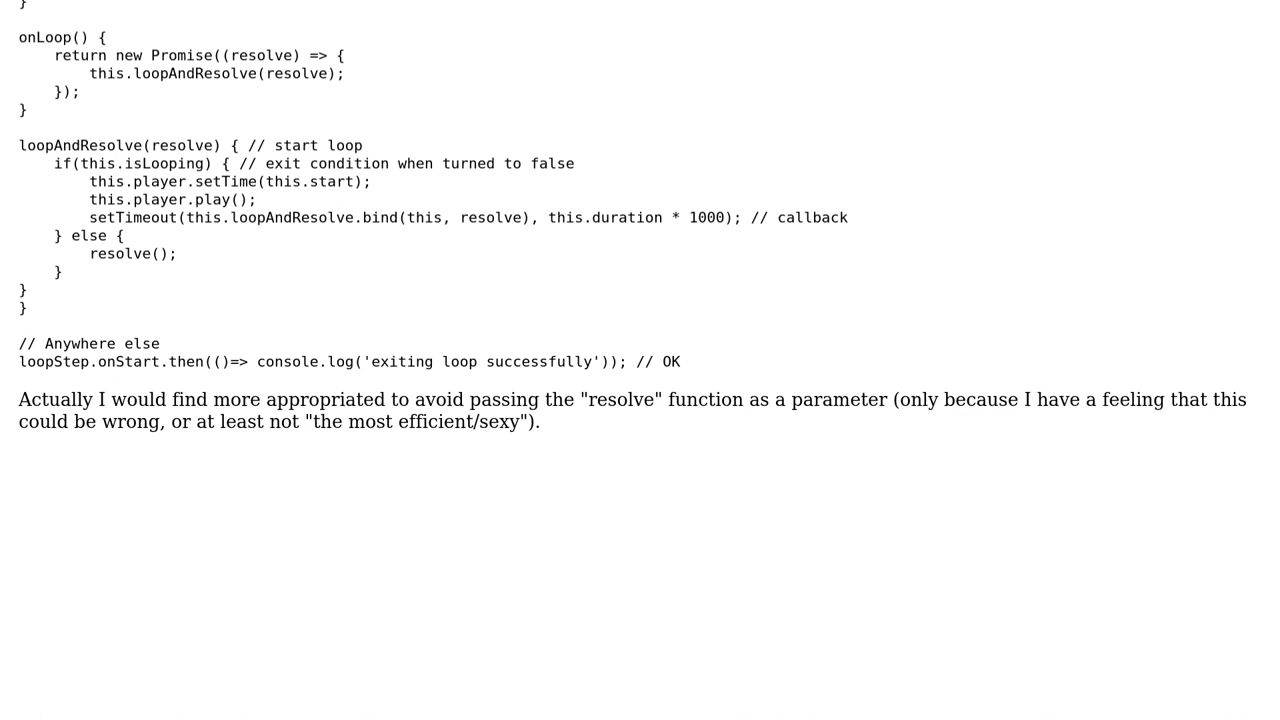 }
onLoop() {
    return new Promise((resolve) => {
        this.loopAndResolve(resolve);
    });
}
loopAndResolve(resolve) { // start loop
    if(this.isLooping) { // exit condition when turned to false
        this.player.setTime(this.start);
        this.player.play();
        setTimeout(this.loopAndResolve.bind(this, resolve), this.duration * 1000); // callback
    } else {
        resolve();
    }
}
}
// Anywhere else
loopStep.onStart.then(()=> console.log('exiting loop successfully')); // OK
Actually I would find more appropriated to avoid passing the "resolve" function as a parameter (only because I have a feeling that this
could be wrong, or at least not "the most efficient/sexy").